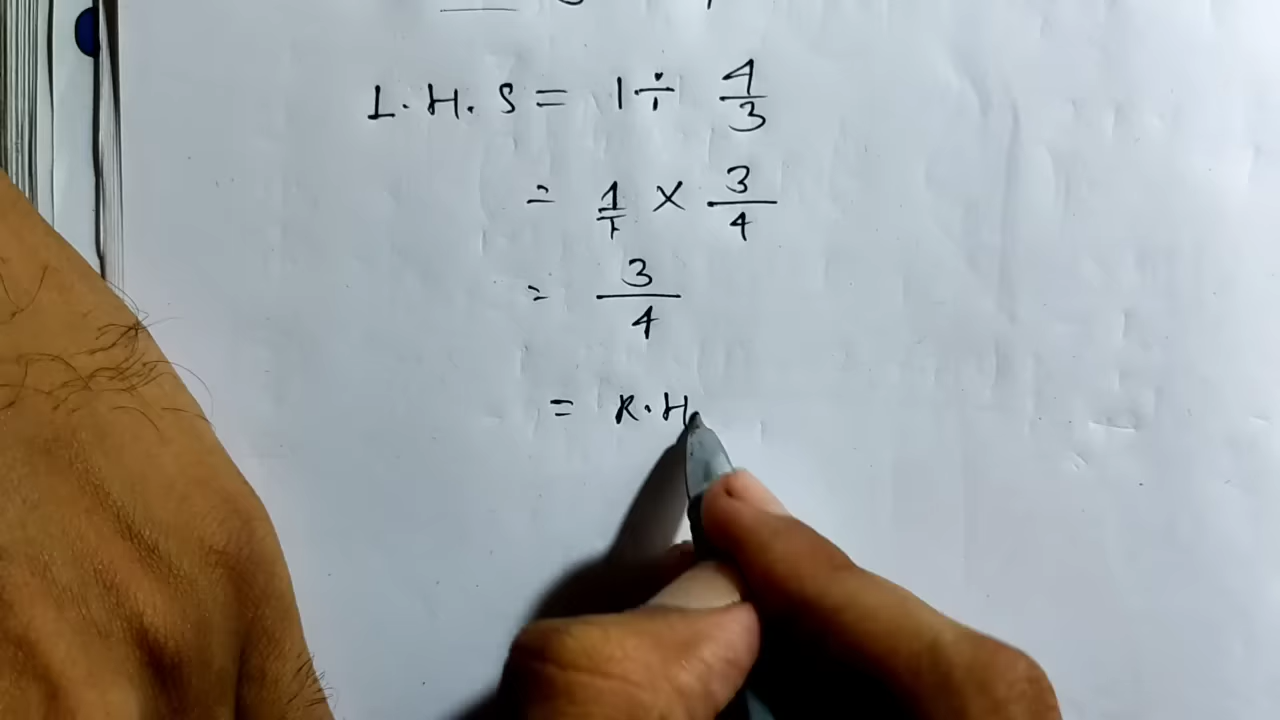 L.H.S = 1 ÷ 4/3
= 1/1 × 3/4
= 3/4
= R.H